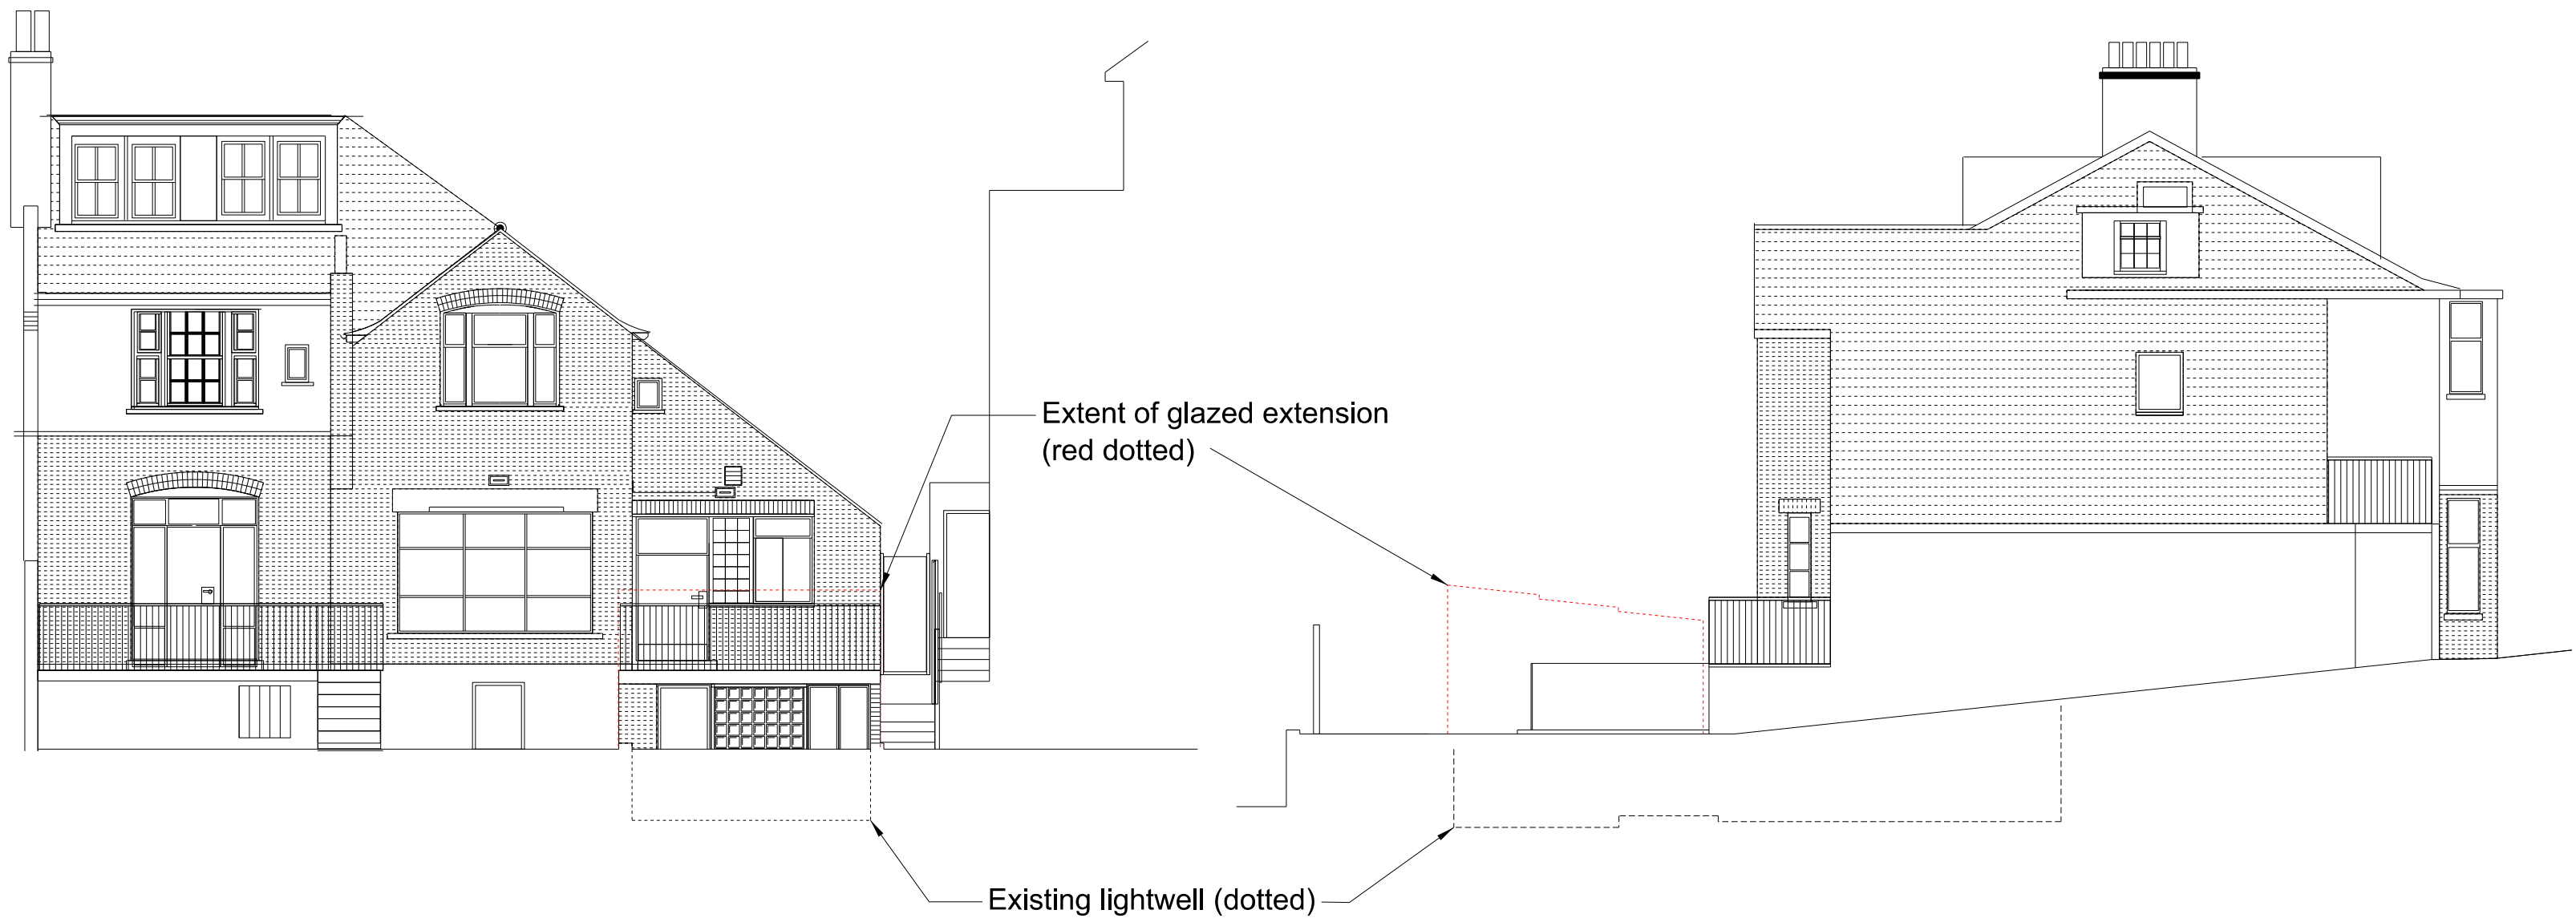 Extent of glazed extension
(red dotted)
Existing lightwell (dotted)